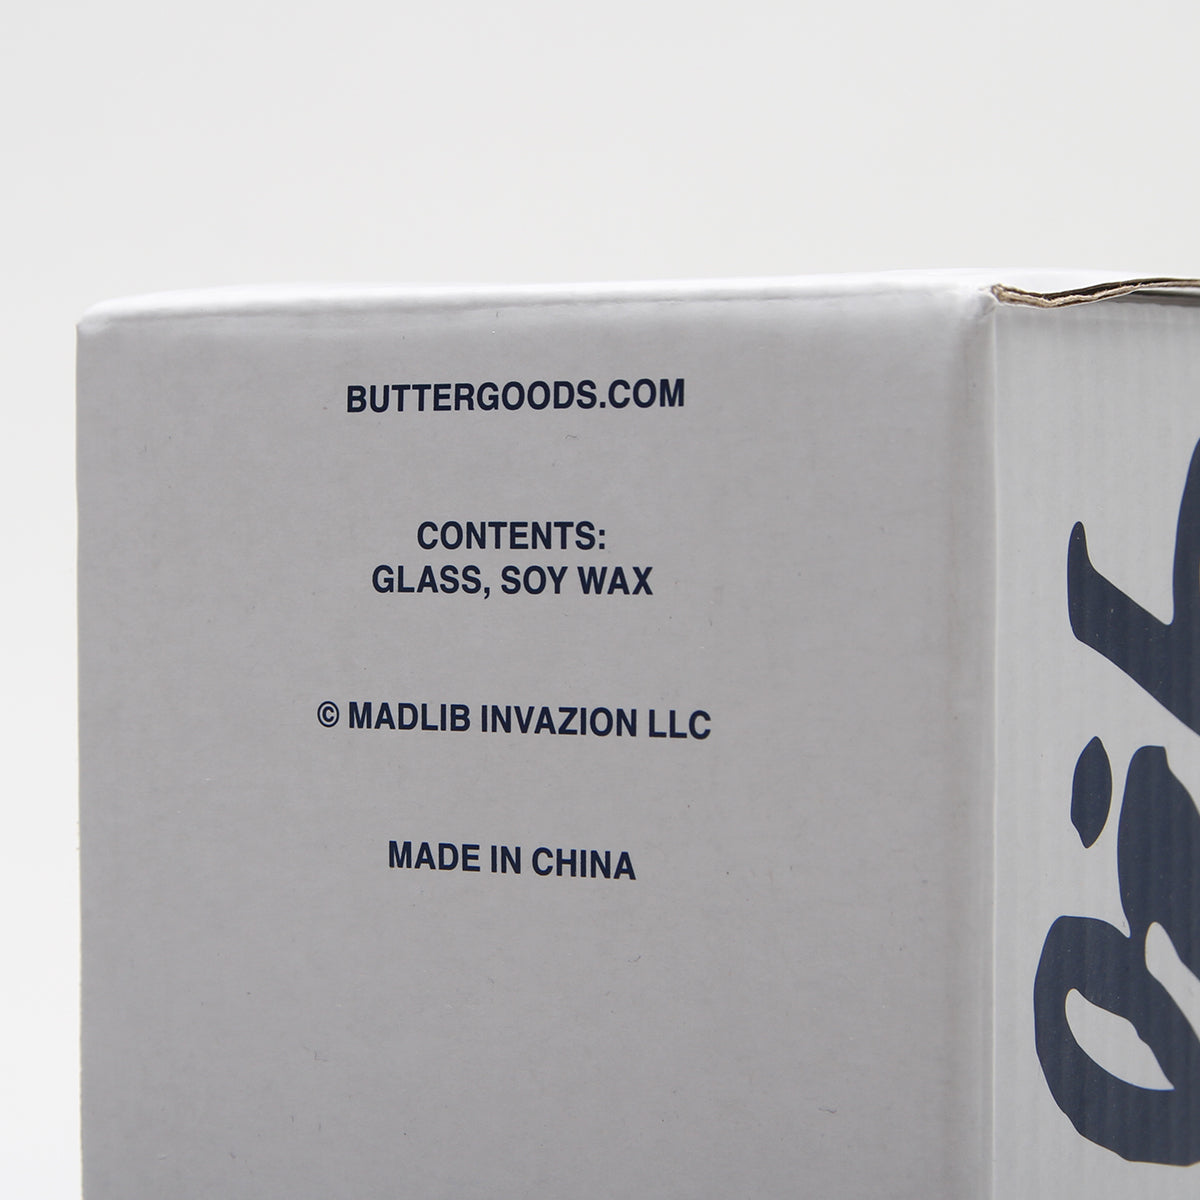 BUTTERGOODS.COM
CONTENTS:
GLASS, SOY WAX
© MADLIB INVAZION LLC
MADE IN CHINA